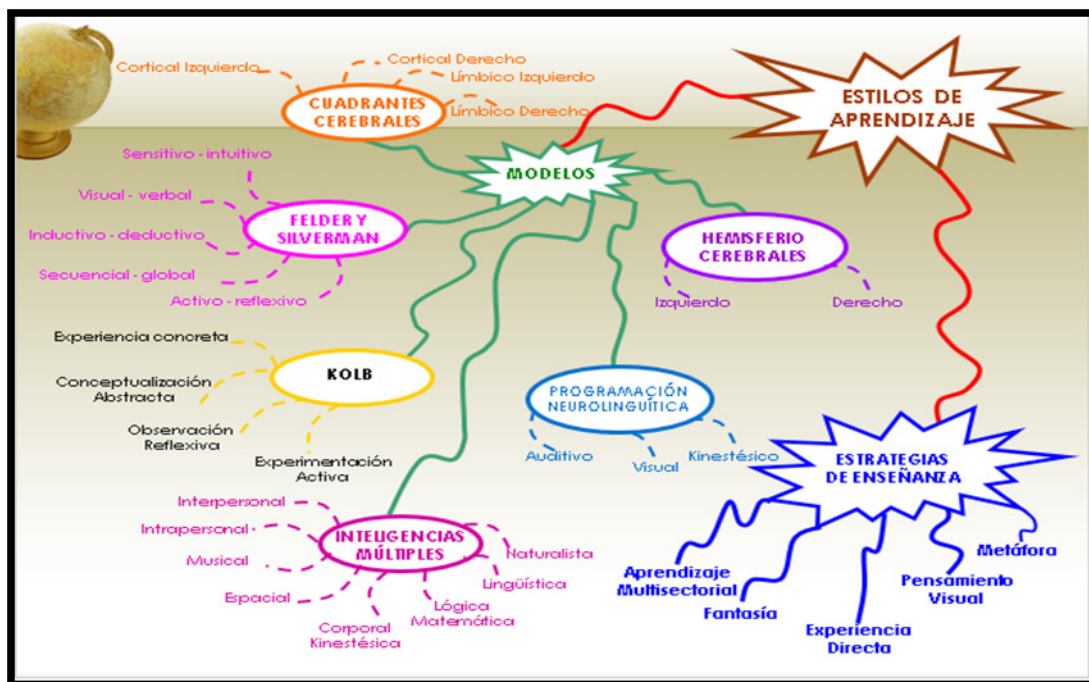 ESTILOS DE
APRENDIZAJE
MODELOS
CUADRANTES
CEREBRALES
Cortical Izquierdo
Cortical Derecho
Límbico Izquierdo
Límbico Derecho
FELDER Y
SILVERMAN
Sensitivo - intuitivo
Visual - verbal
Inductivo - deductivo
Secuencial - global
Activo - reflexivo
HEMISFERIO
CEREBRALES
Izquierdo
Derecho
KOLB
Experiencia concreta
Conceptualización
Abstracta
Observación
Reflexiva
Experimentación
Activa
PROGRAMACIÓN
NEUROLINGUÍTICA
Auditivo
Visual
Kinestésico
INTELIGENCIAS
MÚLTIPLES
Interpersonal
Intrapersonal
Musical
Espacial
Corporal
Kinestésica
Lógica
Matemática
Lingüística
Naturalista
ESTRATEGIAS
DE ENSEÑANZA
Aprendizaje
Multisectorial
Fantasía
Experiencia
Directa
Pensamiento
Visual
Metáfora